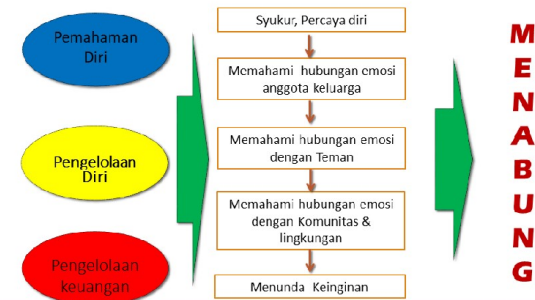 Pemahaman
Diri
Pengelolaan
Diri
Pengelolaan
keuangan
Syukur, Percaya diri
Memahami hubungan emosi
anggota keluarga
Memahami hubungan emosi
dengan Teman
Memahami hubungan emosi
dengan Komunitas &
lingkungan
Menunda Keinginan
M
E
N
A
B
U
N
G